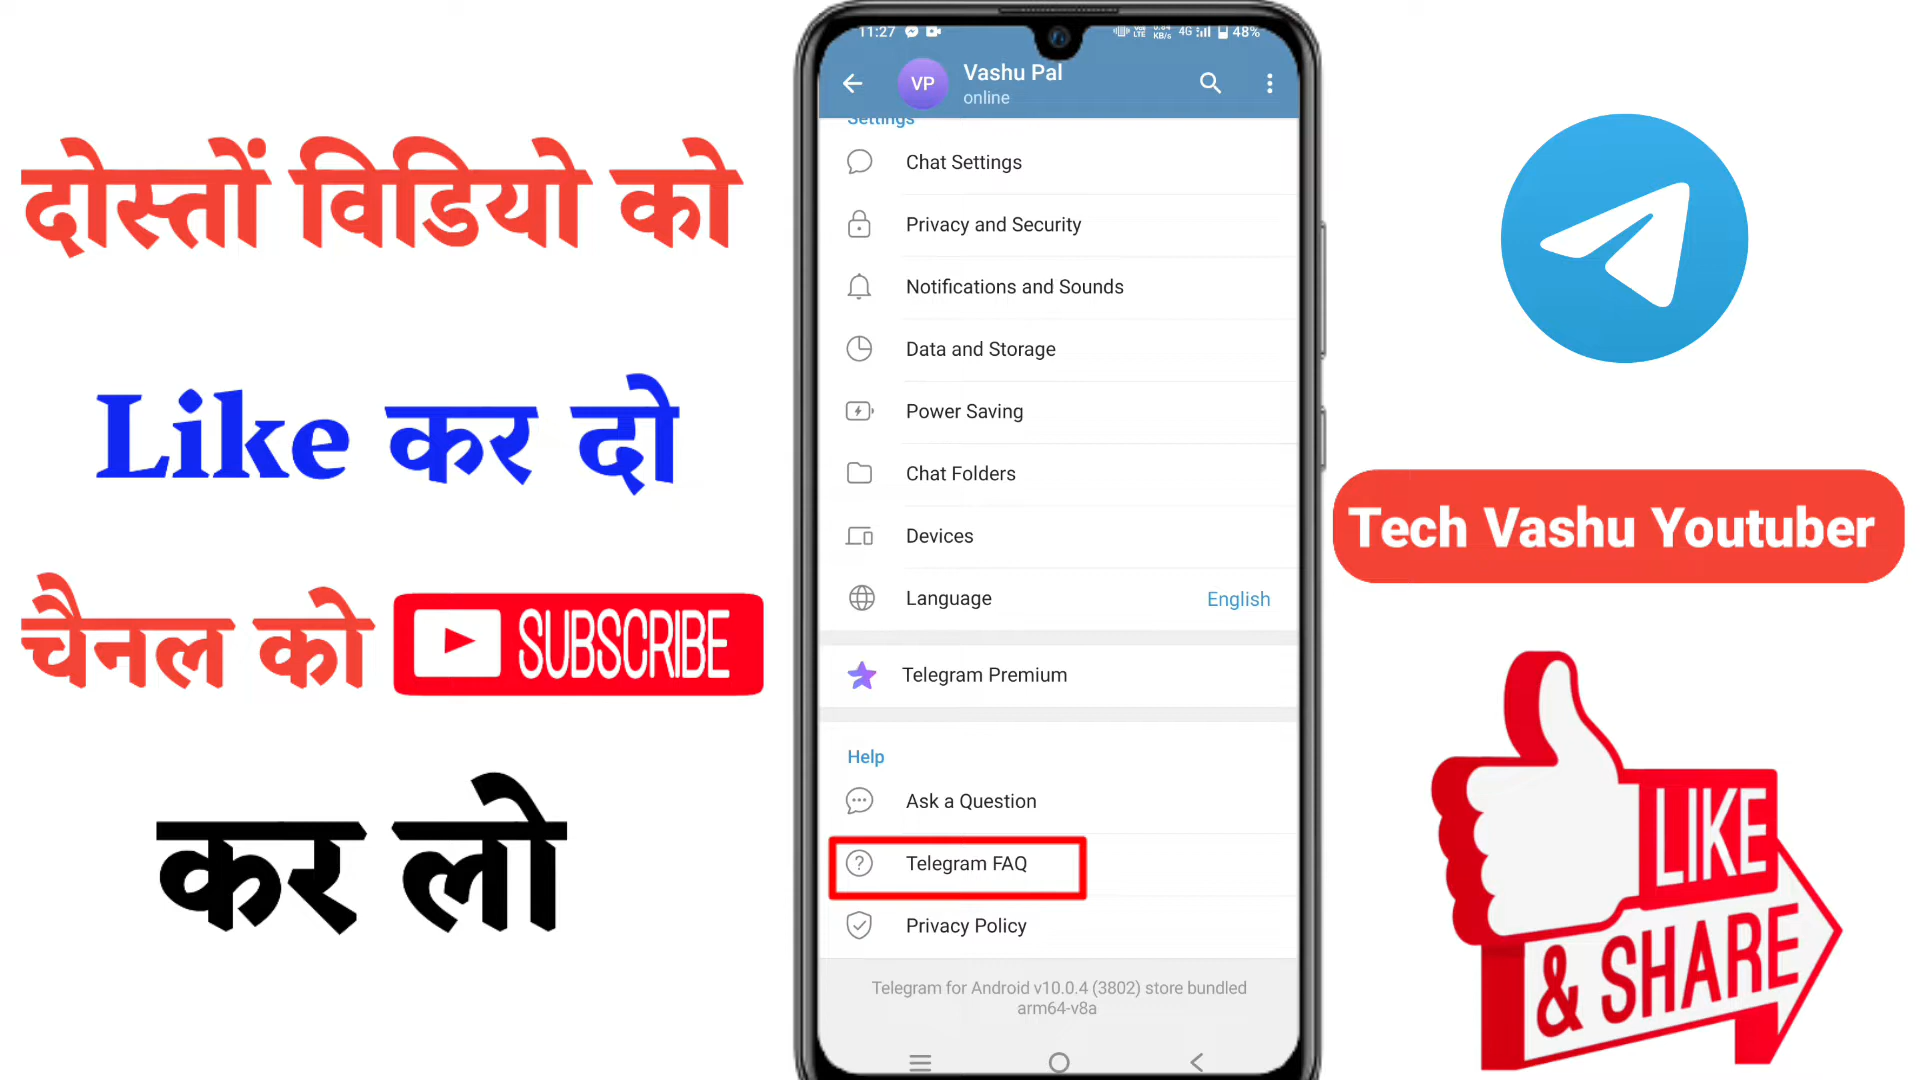 दोस्तों विडियो को
Like कर दो
चैनल को SUBSCRIBE
कर लो
11:27
4G 48%
VP
Vashu Pal
online
Settings
Chat Settings
Privacy and Security
Notifications and Sounds
Data and Storage
Power Saving
Chat Folders
Devices
Language English
Telegram Premium
Help
Ask a Question
Telegram FAQ
Privacy Policy
Telegram for Android v10.0.4 (3802) store bundled
arm64-v8a
Tech Vashu Youtuber
LIKE
& SHARE